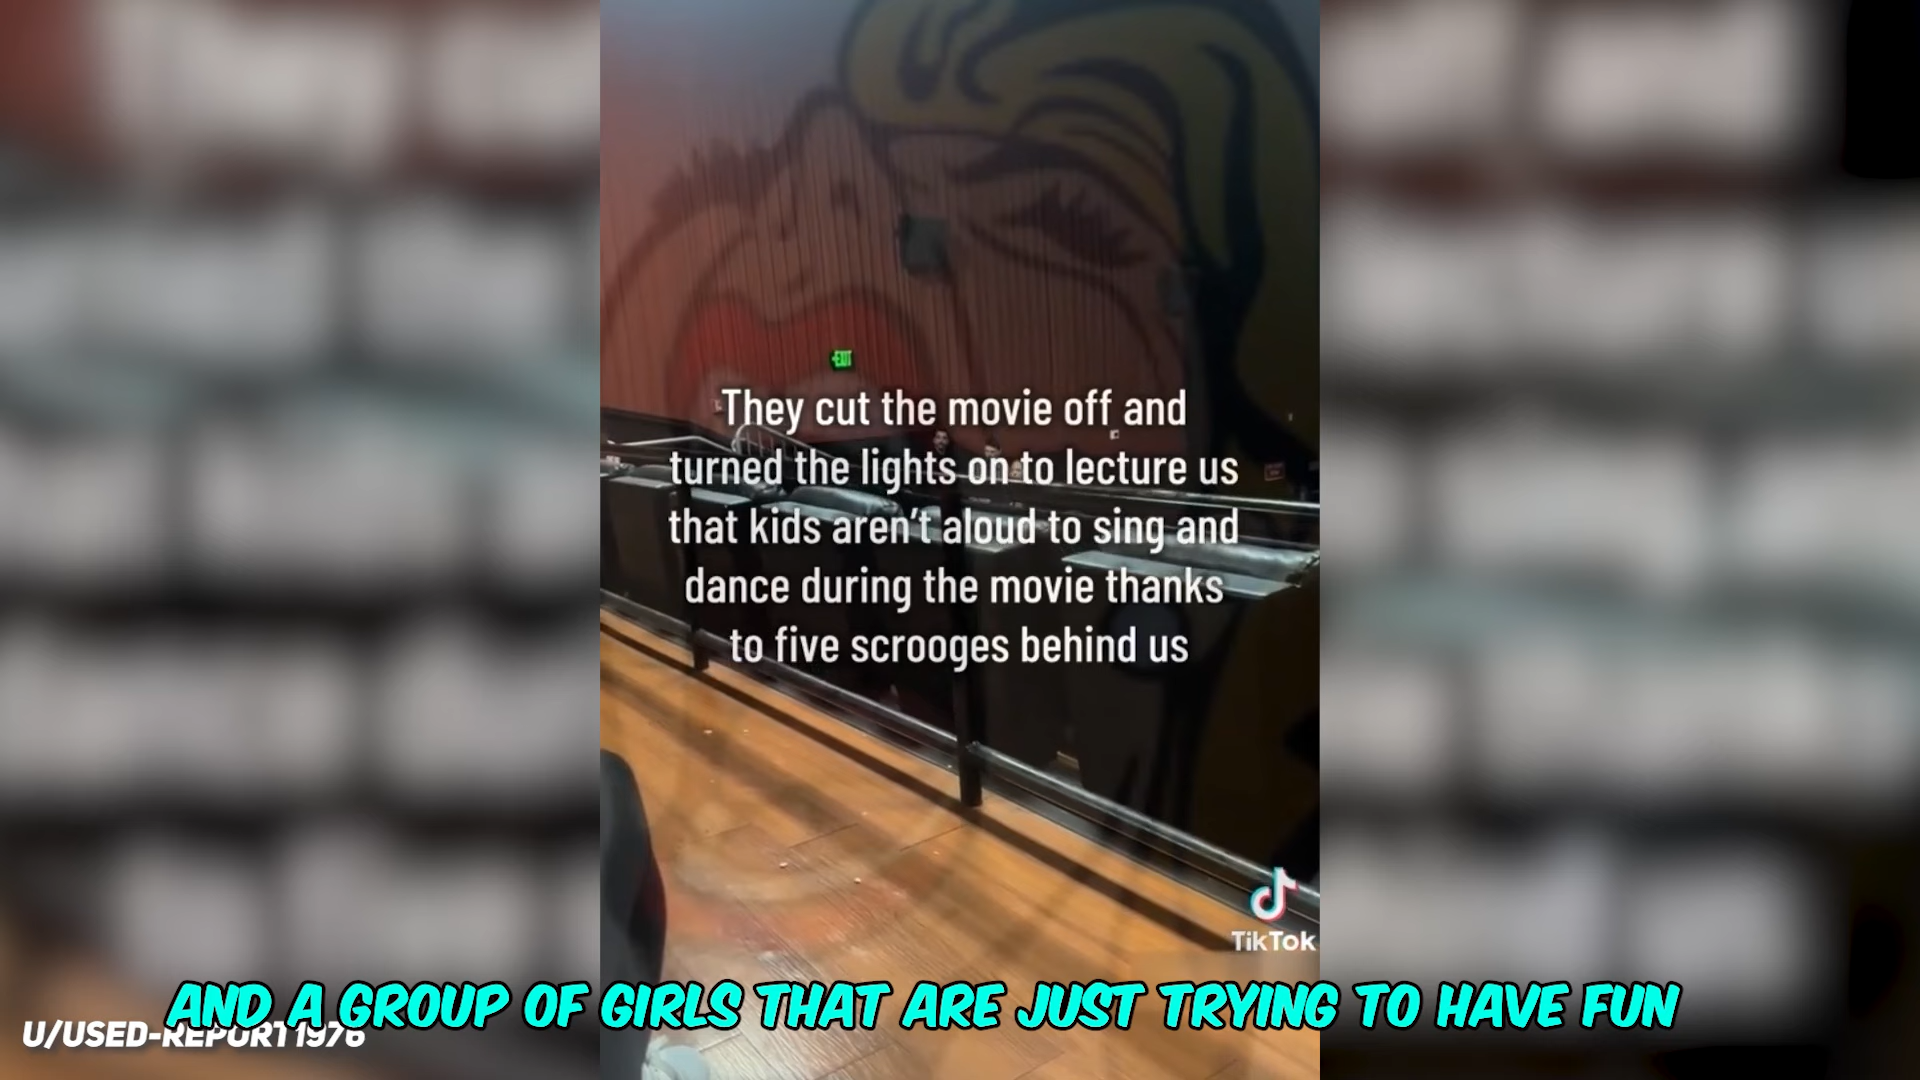 EXIT
They cut the movie off and
turned the lights on to lecture us
that kids aren't aloud to sing and
dance during the movie thanks
to five scrooges behind us
TikTok
AND A GROUP OF GIRLS THAT ARE JUST TRYING TO HAVE FUN
U/USED-REPORT1976